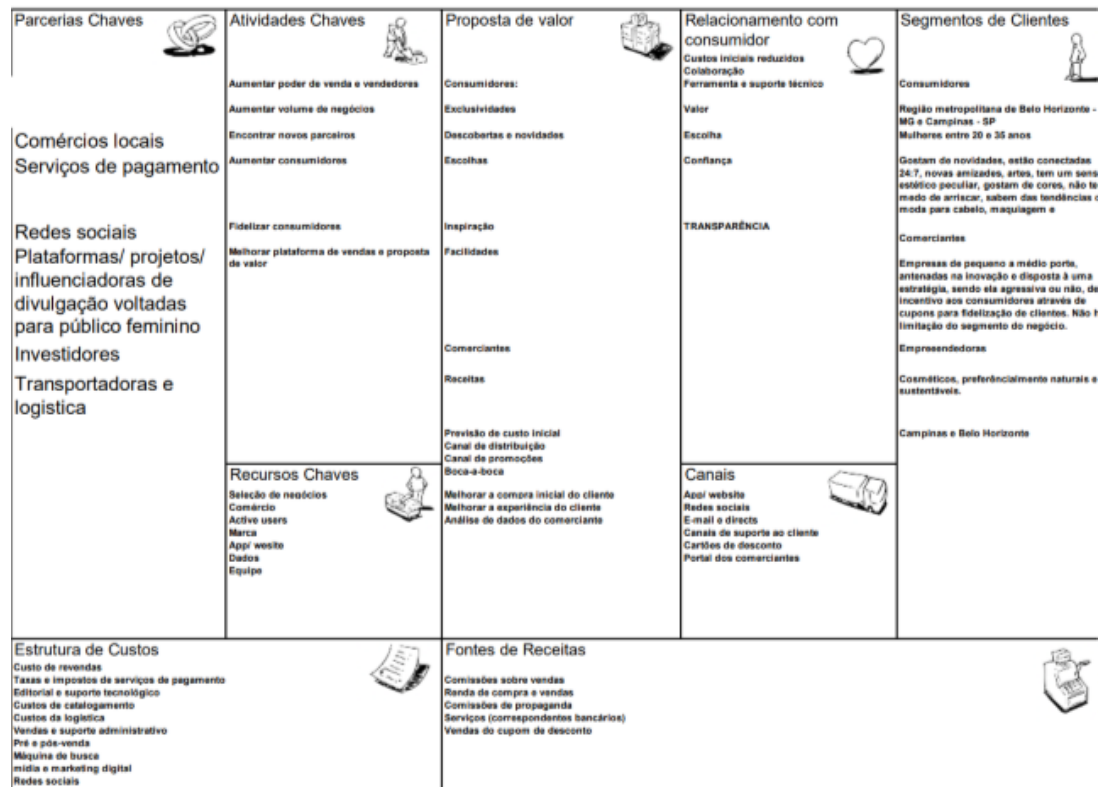 Parcerias Chaves
Comércios locais
Serviços de pagamento
Redes sociais
Plataformas/ projetos/
influenciadoras de
divulgação voltadas
para público feminino
Investidores
Transportadoras e
logistica
Atividades Chaves
Aumentar poder de venda e vendedores
Aumentar volume de negócios
Encontrar novos parceiros
Aumentar consumidores
Fidelizar consumidores
Melhorar plataforma de vendas e proposta
de valor
Recursos Chaves
Seleção de negócios
Comércio
Active users
Marca
App/ wesite
Dados
Equipe
Proposta de valor
Consumidores:
Exclusividades
Descobertas e novidades
Escolhas
Inspiração
Facilidades
Comerciantes
Receitas
Previsão de custo inicial
Canal de distribuição
Canal de promoções
Boca-a-boca
Melhorar a compra inicial do cliente
Melhorar a experiência do cliente
Análise de dados do comerciante
Relacionamento com
consumidor
Custos iniciais reduzidos
Colaboração
Ferramenta e suporte técnico
Valor
Escolha
Confiança
TRANSPARÊNCIA
Canais
App/ website
Redes sociais
E-mail e directs
Canais de suporte ao cliente
Cartões de desconto
Portal dos comerciantes
Segmentos de Clientes
Consumidores
Região metropolitana de Belo Horizonte -
MG e Campinas - SP
Mulheres entre 20 e 35 anos
Gostam de novidades, estão conectadas
24:7, novas amizades, artes, tem um sens
estético peculiar, gostam de cores, não te
medo de arriscar, sabem das tendências
moda para cabelo, maquiagem e
Comerciantes
Empresas de pequeno a médio porte,
antenadas na inovação e disposta à uma
estratégia, sendo ela agressiva ou não, de
incentivo aos consumidores através de
cupons para fidelização de clientes. Não
limitação do segmento do negócio.
Empreendedoras
Cosméticos, preferêncialmente naturais e
sustentáveis.
Campinas e Belo Horizonte
Estrutura de Custos
Custo de revendas
Taxas e impostos de serviços de pagamento
Editorial e suporte tecnológico
Custos de catalogamento
Custos da logística
Vendas e suporte administrativo
Pré e pós-venda
Máquina de busca
mídia e marketing digital
Redes sociais
Fontes de Receitas
Comissões sobre vendas
Renda de compra e vendas
Comissões de propaganda
Serviços (correspondentes bancários)
Vendas do cupom de desconto